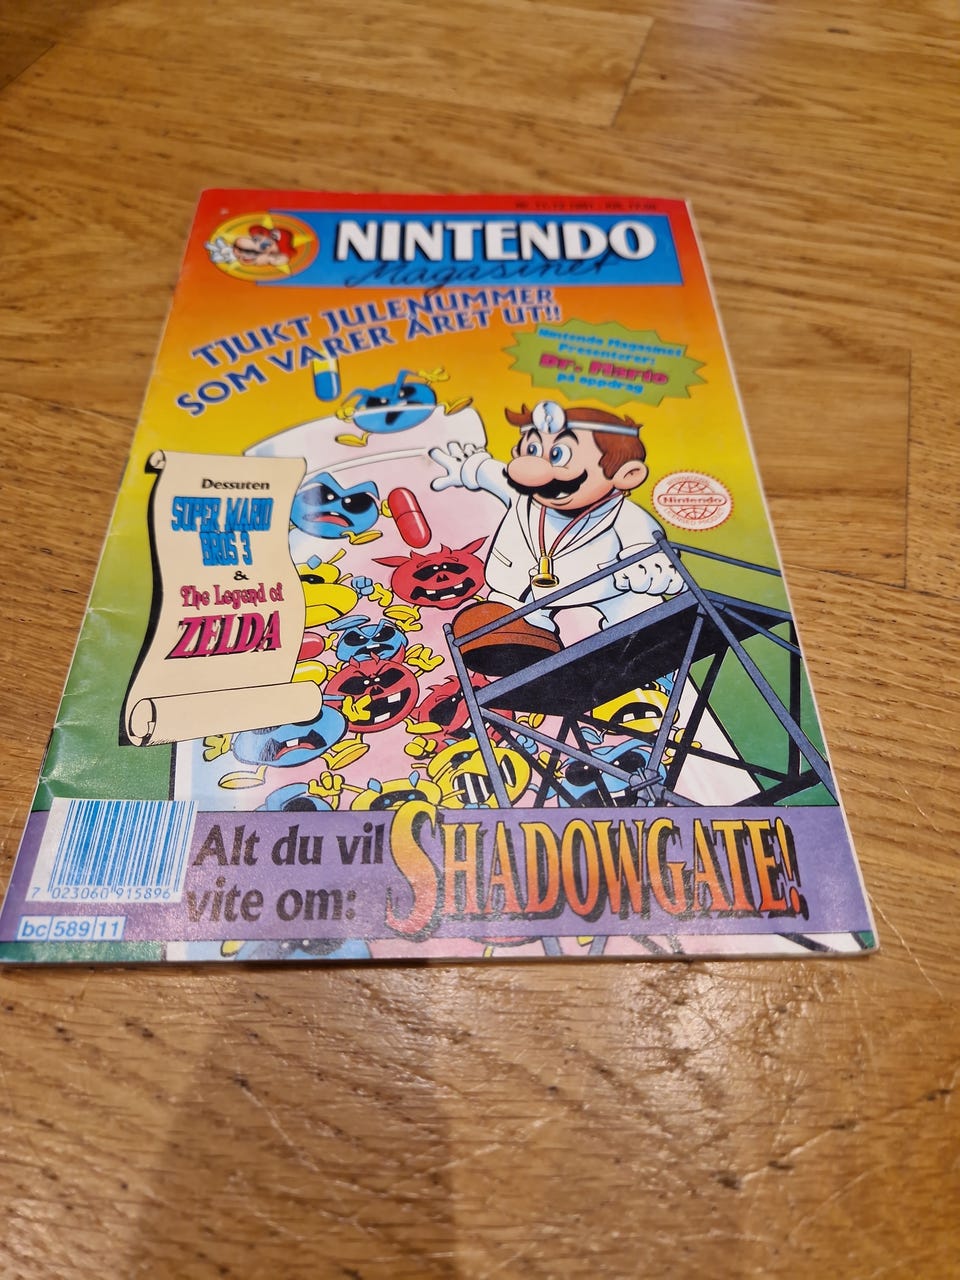 NINTENDO
Magasinet
TJUKT JULENUMMER
SOM VARER ÅRET UT!!
Nintendo Magasinet
Presenterer:
Dr. Mario
på oppdrag
Dessuten
SUPER MARIO
BROS 3
&
The Legend of
ZELDA
Nintendo
Alt du vil
vite om:
SHADOWGATE!
7 023060 915896
bc 589 11